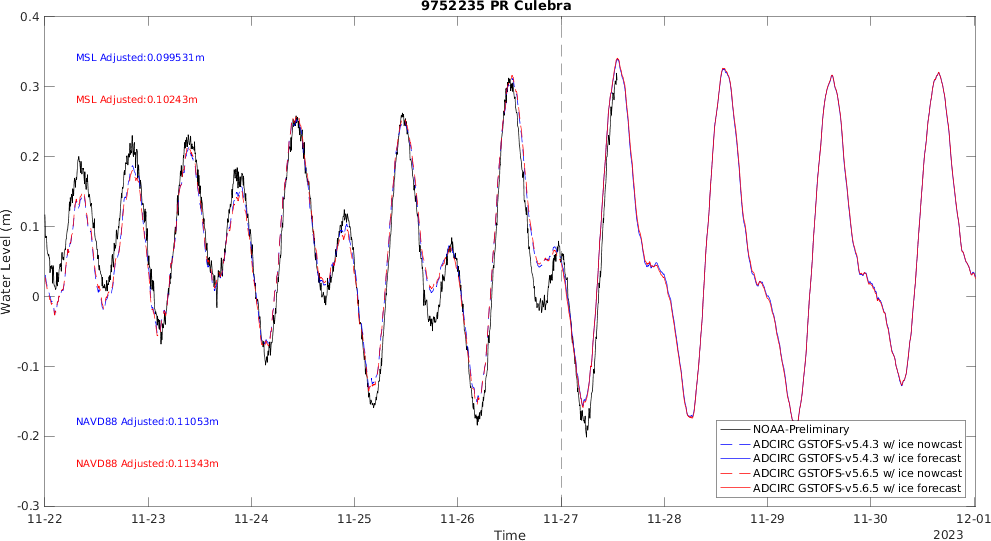 9752235 PR Culebra
0.4
0.3
0.2
0.1
0
-0.1
-0.2
-0.3
Water Level (m)
MSL Adjusted:0.099531m
MSL Adjusted:0.10243m
NAVD88 Adjusted:0.11053m
NAVD88 Adjusted:0.11343m
NOAA-Preliminary
ADCIRC GSTOFS-v5.4.3 w/ ice nowcast
ADCIRC GSTOFS-v5.4.3 w/ ice forecast
ADCIRC GSTOFS-v5.6.5 w/ ice nowcast
ADCIRC GSTOFS-v5.6.5 w/ ice forecast
11-22 11-23 11-24 11-25 11-26 11-27 11-28 11-29 11-30 12-01
Time
2023